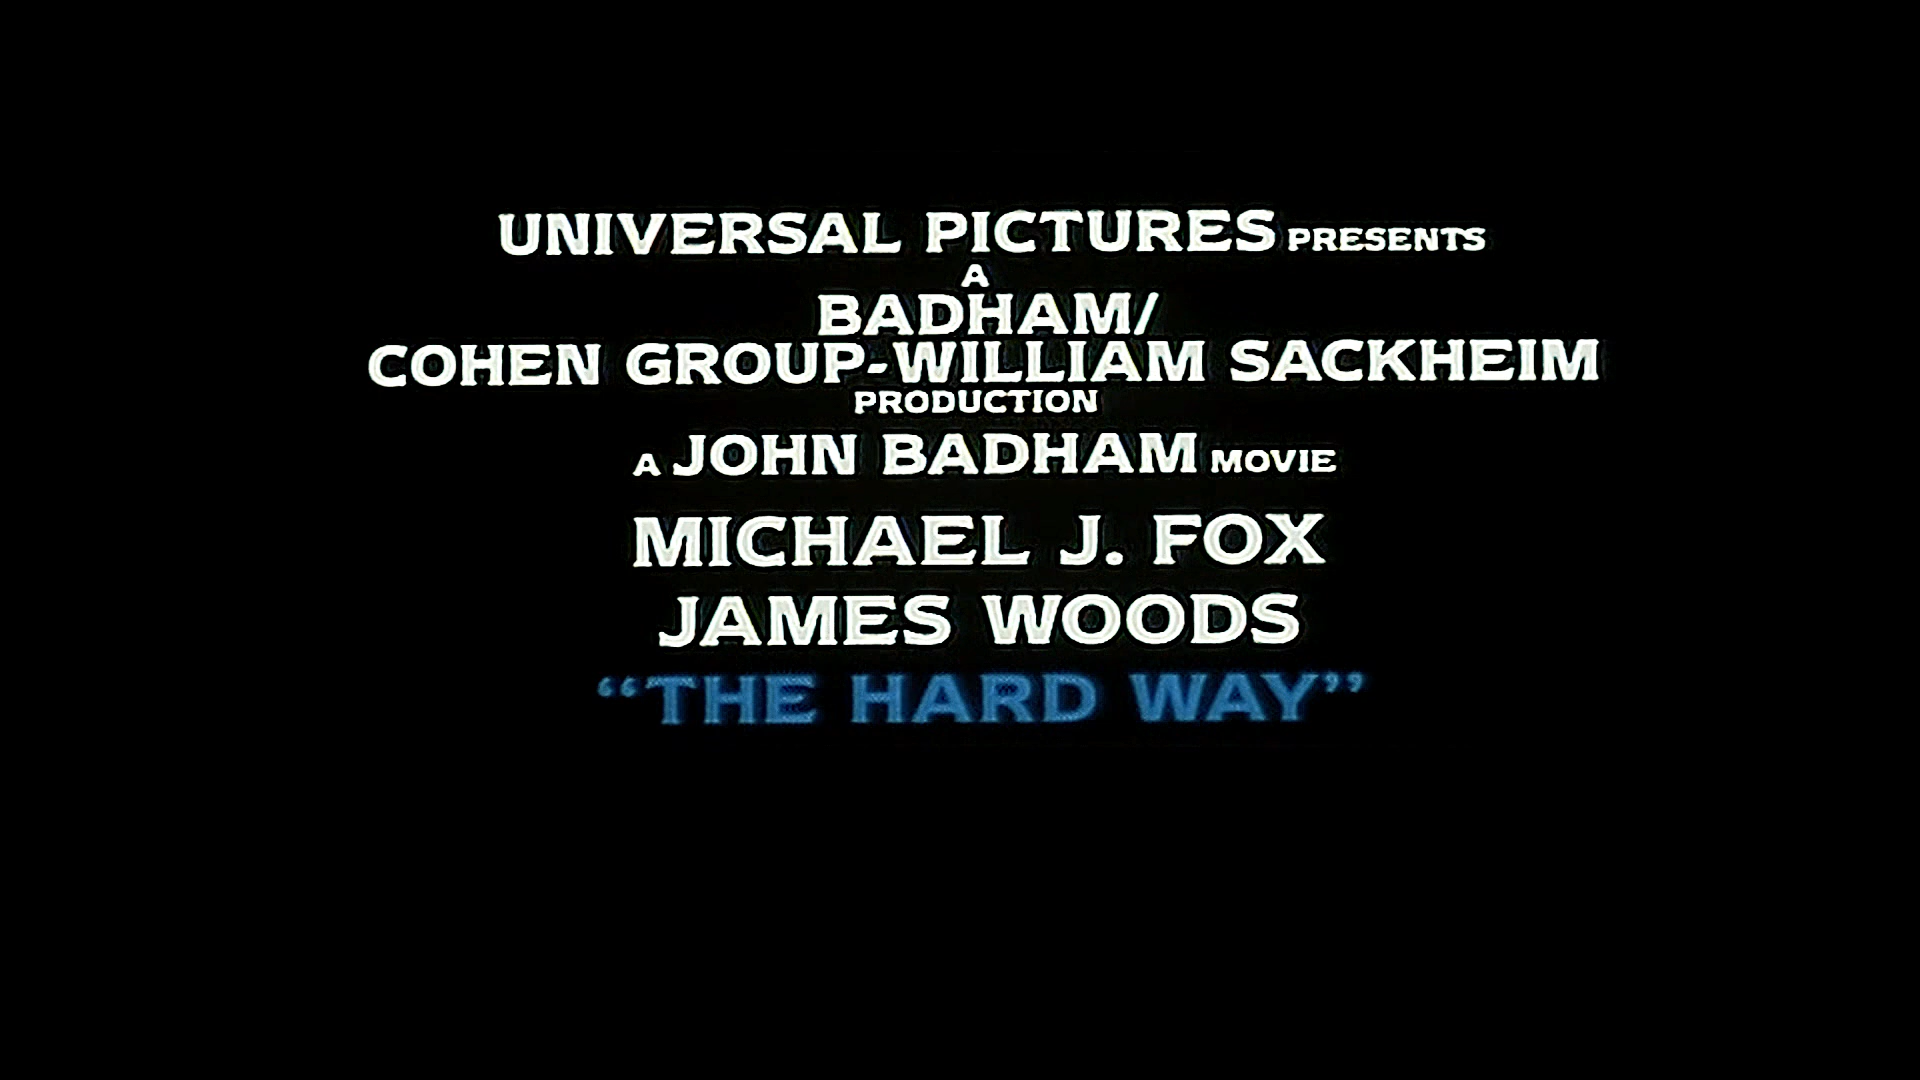 UNIVERSAL PICTURES PRESENTS
A
BADHAM/
COHEN GROUP-WILLIAM SACKHEIM
PRODUCTION
A JOHN BADHAM MOVIE
MICHAEL J. FOX
JAMES WOODS
“THE HARD WAY”